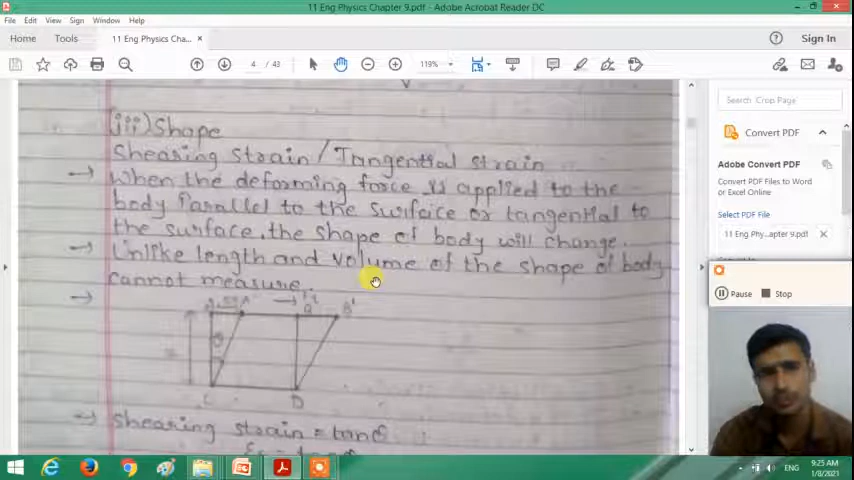 11 Eng Physics Chapter 9.pdf - Adobe Acrobat Reader DC
File Edit View Sign Window Help
Home Tools 11 Eng Physics Cha... × Sign In
4 / 43 119%
V
(iii) Shape
Shearing strain / Tangential strain
→ When the deforming force is applied to the
body Parallel to the surface or tangential to
the surface, the shape of body will change.
→ Unlike length and volume of the shape of body
cannot measure.
→
B'
C D
→ Shearing strain = tanθ
Search 'Crop Page'
Convert PDF
Adobe Convert PDF
Convert PDF Files to Word
or Excel Online
Select PDF File
11 Eng Phy...apter 9.pdf ×
Pause Stop
ENG
9:25 AM
1/8/2021